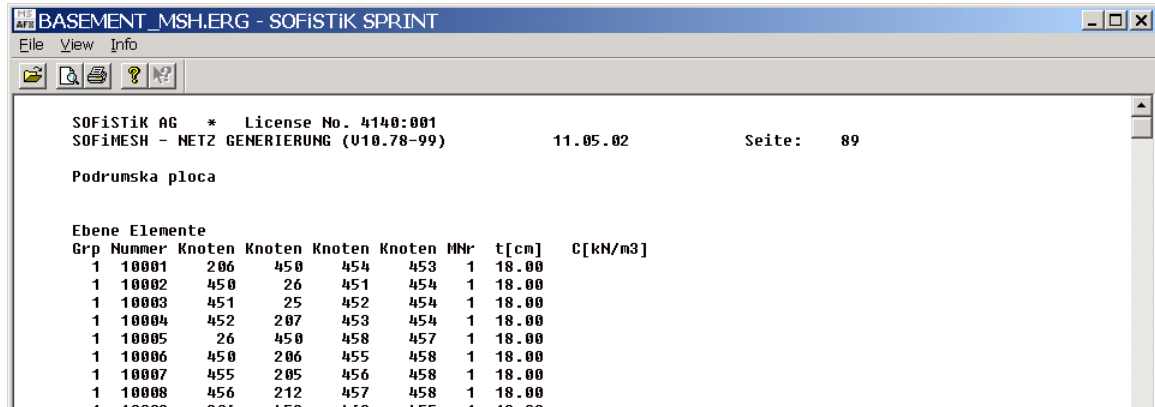 BASEMENT_MSH.ERG - SOFiSTiK SPRINT
File View Info
SOFiSTiK AG * License No. 4140:001
SOFiMESH - NETZ GENERIERUNG (V10.78-99) 11.05.02 Seite: 89
Podrumska ploca
Ebene Elemente
Grp Nummer Knoten Knoten Knoten Knoten MNr t[cm] C[kN/m3]
1 10001 206 450 454 453 1 18.00
1 10002 450 26 451 454 1 18.00
1 10003 451 25 452 454 1 18.00
1 10004 452 207 453 454 1 18.00
1 10005 26 450 458 457 1 18.00
1 10006 450 206 455 458 1 18.00
1 10007 455 205 456 458 1 18.00
1 10008 456 212 457 458 1 18.00